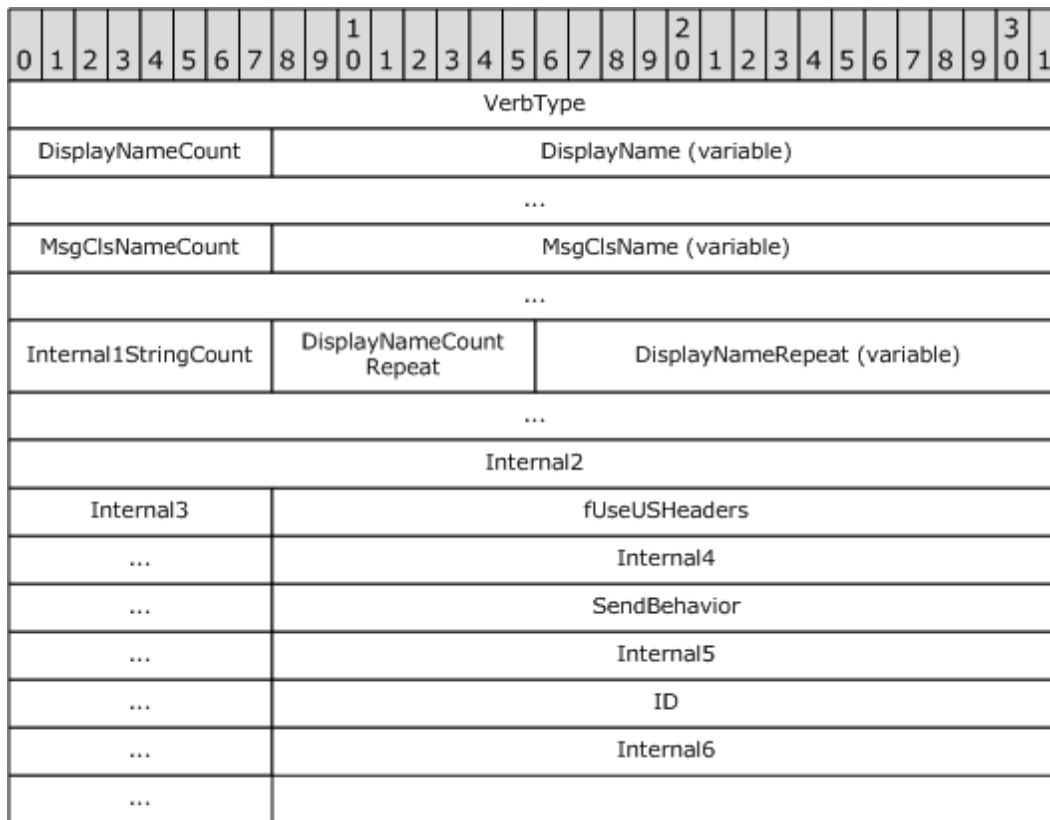 1 2 3
0 1 2 3 4 5 6 7 8 9 0 1 2 3 4 5 6 7 8 9 0 1 2 3 4 5 6 7 8 9 0 1
VerbType
DisplayNameCount DisplayName (variable)
...
MsgClsNameCount MsgClsName (variable)
...
Internal1StringCount DisplayNameCount DisplayNameRepeat (variable)
Repeat
...
Internal2
Internal3 fUseUSHeaders
... Internal4
... SendBehavior
... Internal5
... ID
... Internal6
...